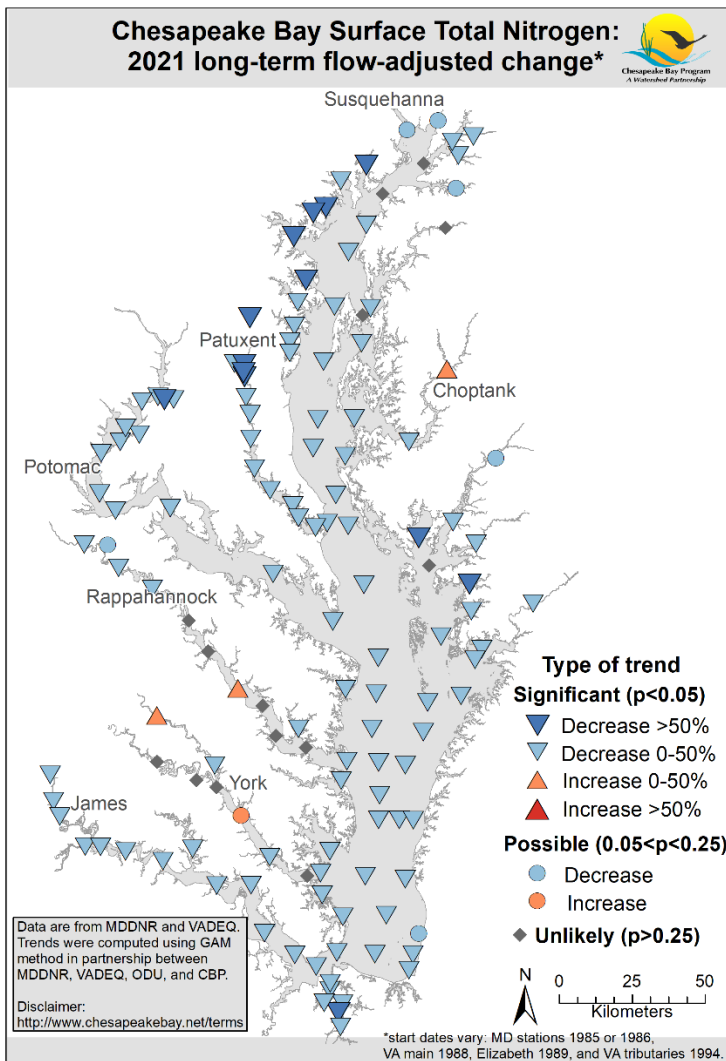 Chesapeake Bay Surface Total Nitrogen:
2021 long-term flow-adjusted change*
Chesapeake Bay Program
A Watershed Partnership
Susquehanna
Patuxent
Choptank
Potomac
Rappahannock
York
James
Type of trend
Significant (p<0.05)
Decrease >50%
Decrease 0-50%
Increase 0-50%
Increase >50%
Possible (0.05<p<0.25)
Decrease
Increase
Unlikely (p>0.25)
Data are from MDDNR and VADEQ.
Trends were computed using GAM
method in partnership between
MDDNR, VADEQ, ODU, and CBP.
Disclaimer:
http://www.chesapeakebay.net/terms
N
0 25 50
Kilometers
*start dates vary: MD stations 1985 or 1986,
VA main 1988, Elizabeth 1989, and VA tributaries 1994.